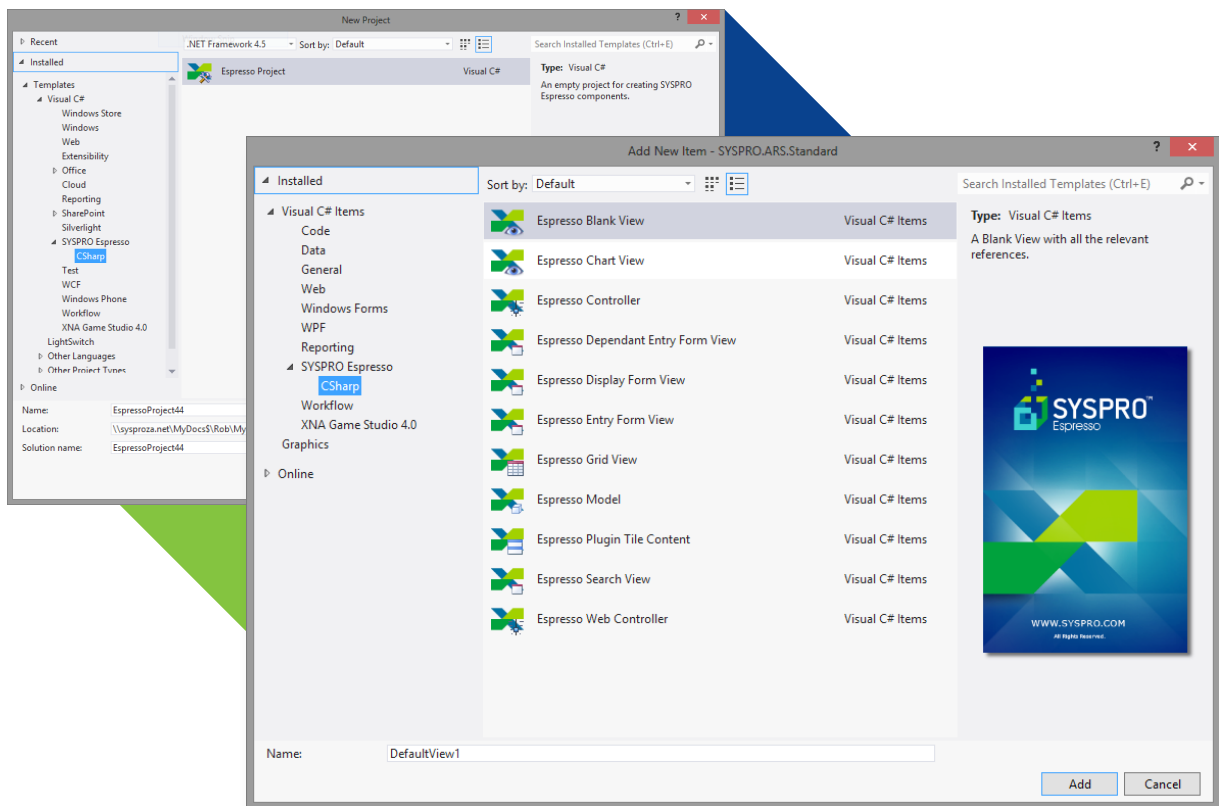 New Project
?
Recent
.NET Framework 4.5
Sort by: Default
Search Installed Templates (Ctrl+E)
Installed
Espresso Project
Visual C#
Type: Visual C#
An empty project for creating SYSPRO
Espresso components.
Templates
Visual C#
Windows Store
Windows
Web
Extensibility
Office
Cloud
Reporting
SharePoint
Silverlight
SYSPRO Espresso
CSharp
Test
WCF
Windows Phone
Workflow
XNA Game Studio 4.0
LightSwitch
Other Languages
Other Project Types
Online
Name:
EspressoProject44
Location:
\\sysproza.net\MyDocs$\Rob\My
Solution name:
EspressoProject44
Add New Item - SYSPRO.ARS.Standard
?
Installed
Sort by: Default
Search Installed Templates (Ctrl+E)
Visual C# Items
Code
Data
General
Web
Windows Forms
WPF
Reporting
SYSPRO Espresso
CSharp
Workflow
XNA Game Studio 4.0
Graphics
Online
Espresso Blank View Visual C# Items
Espresso Chart View Visual C# Items
Espresso Controller Visual C# Items
Espresso Dependant Entry Form View Visual C# Items
Espresso Display Form View Visual C# Items
Espresso Entry Form View Visual C# Items
Espresso Grid View Visual C# Items
Espresso Model Visual C# Items
Espresso Plugin Tile Content Visual C# Items
Espresso Search View Visual C# Items
Espresso Web Controller Visual C# Items
Type: Visual C# Items
A Blank View with all the relevant
references.
SYSPRO™
Espresso
WWW.SYSPRO.COM
All Rights Reserved.
Name:
DefaultView1
Add
Cancel